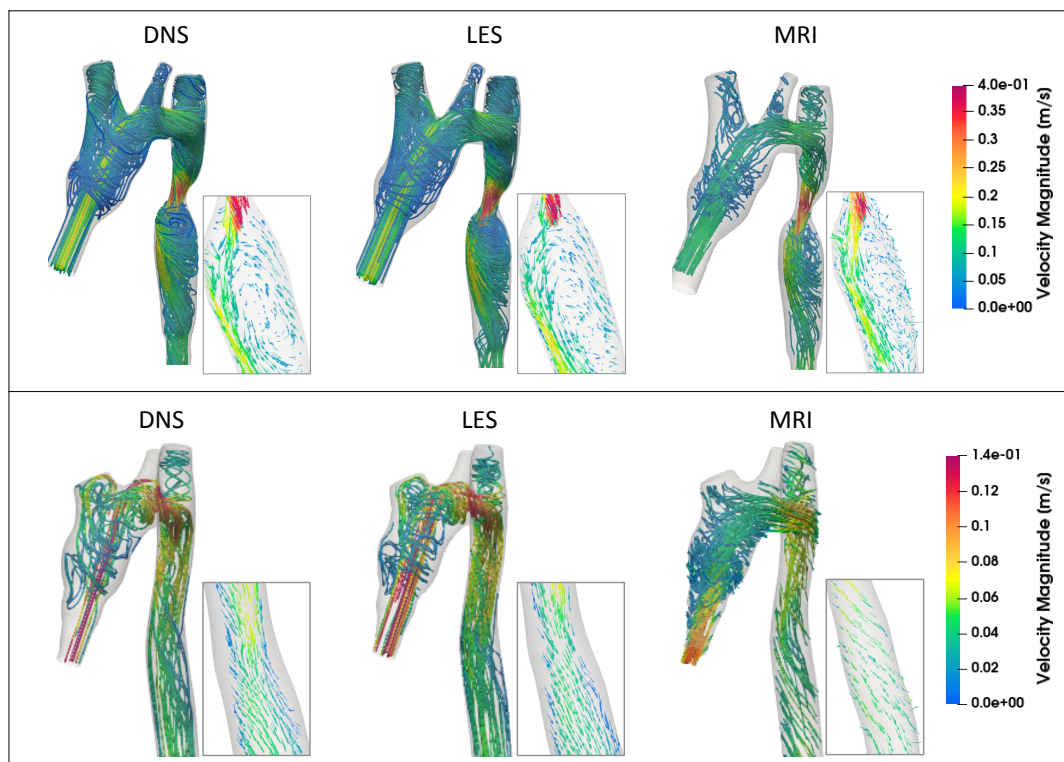 DNS
LES
MRI
4.0e-01
0.35
0.3
0.25
0.2
0.15
0.1
0.05
0.0e+00
Velocity Magnitude (m/s)
DNS
LES
MRI
1.4e-01
0.12
0.1
0.08
0.06
0.04
0.02
0.0e+00
Velocity Magnitude (m/s)